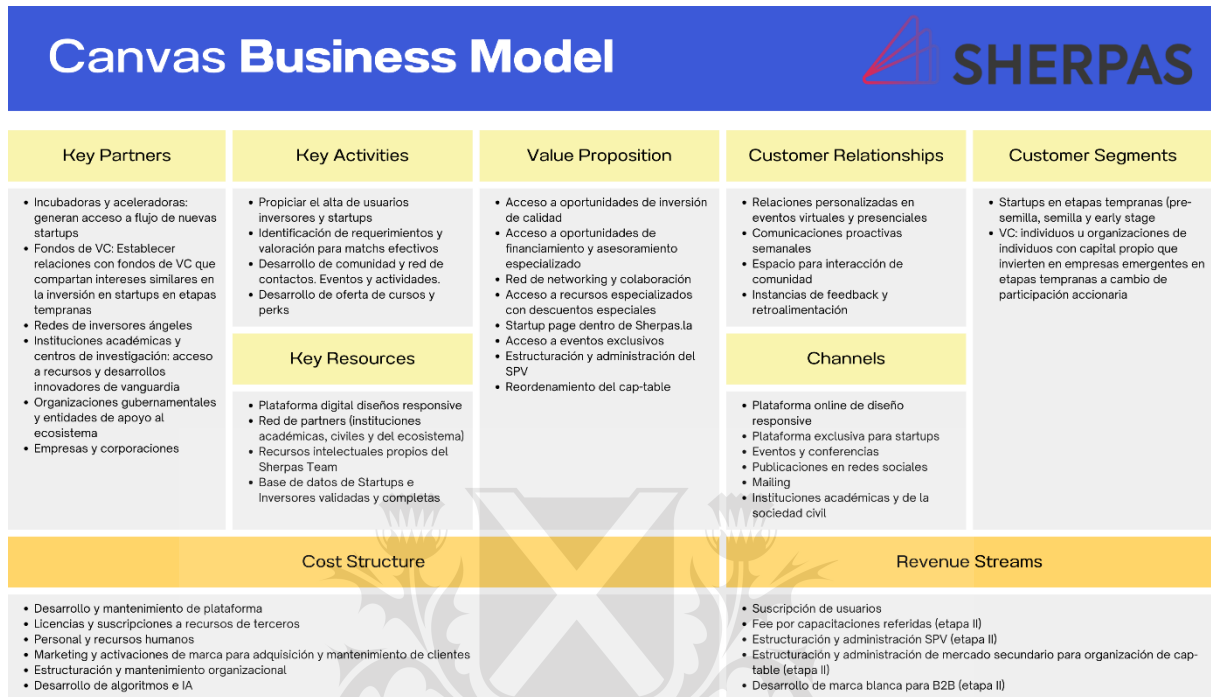 Canvas Business Model
SHERPAS
Key Partners
• Incubadoras y aceleradoras:
generan acceso a flujo de nuevas
startups
• Fondos de VC: Establecer
relaciones con fondos de VC que
compartan intereses similares en
la inversión en startups en etapas
tempranas
• Redes de inversores ángeles
• Instituciones académicas y
centros de investigación: acceso
a recursos y desarrollos
innovadores de vanguardia
• Organizaciones gubernamentales
y entidades de apoyo al
ecosistema
• Empresas y corporaciones
Key Activities
• Propiciar el alta de usuarios
inversores y startups
• Identificación de requerimientos y
valoración para matchs efectivos
• Desarrollo de comunidad y red de
contactos. Eventos y actividades.
• Desarrollo de oferta de cursos y
perks
Key Resources
• Plataforma digital diseños responsive
• Red de partners (instituciones
académicas, civiles y del ecosistema)
• Recursos intelectuales propios del
Sherpas Team
• Base de datos de Startups e
Inversores validadas y completas
Value Proposition
• Acceso a oportunidades de inversión
de calidad
• Acceso a oportunidades de
financiamiento y asesoramiento
especializado
• Red de networking y colaboración
• Acceso a recursos especializados
con descuentos especiales
• Startup page dentro de Sherpas.la
• Acceso a eventos exclusivos
• Estructuración y administración del
SPV
• Reordenamiento del cap-table
Customer Relationships
• Relaciones personalizadas en
eventos virtuales y presenciales
• Comunicaciones proactivas
semanales
• Espacio para interacción de
comunidad
• Instancias de feedback y
retroalimentación
Channels
• Plataforma online de diseño
responsive
• Plataforma exclusiva para startups
• Eventos y conferencias
• Publicaciones en redes sociales
• Mailing
• Instituciones académicas y de la
sociedad civil
Customer Segments
• Startups en etapas tempranas (pre-
semilla, semilla y early stage
• VC: individuos u organizaciones de
individuos con capital propio que
invierten en empresas emergentes en
etapas tempranas a cambio de
participación accionaria
Cost Structure
• Desarrollo y mantenimiento de plataforma
• Licencias y suscripciones a recursos de terceros
• Personal y recursos humanos
• Marketing y activaciones de marca para adquisición y mantenimiento de clientes
• Estructuración y mantenimiento organizacional
• Desarrollo de algoritmos e IA
Revenue Streams
• Suscripción de usuarios
• Fee por capacitaciones referidas (etapa II)
• Estructuración y administración SPV (etapa II)
• Estructuración y administración de mercado secundario para organización de cap-
table (etapa II)
• Desarrollo de marca blanca para B2B (etapa II)